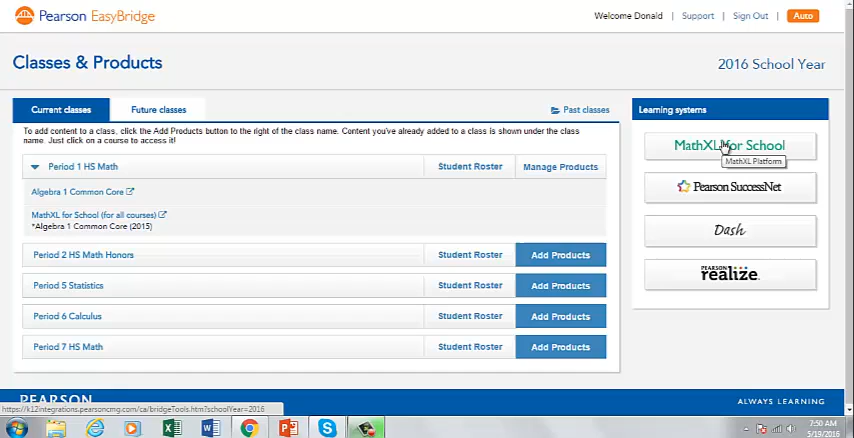 Pearson EasyBridge
Welcome Donald | Support | Sign Out | Auto
Classes & Products
2016 School Year
Current classes
Future classes
Past classes
To add content to a class, click the Add Products button to the right of the class name. Content you've already added to a class is shown under the class
name. Just click on a course to access it!
Period 1 HS Math
Student Roster
Manage Products
Algebra 1 Common Core
MathXL for School (for all courses)
*Algebra 1 Common Core (2015)
Period 2 HS Math Honors
Student Roster
Add Products
Period 5 Statistics
Student Roster
Add Products
Period 6 Calculus
Student Roster
Add Products
Period 7 HS Math
Student Roster
Add Products
Learning systems
MathXL for School
MathXL Platform
Pearson SuccessNet
Dash
PEARSON
realize
PEARSON
ALWAYS LEARNING
https://k12integrations.pearsoncmg.com/ca/bridgeTools.htm?schoolYear=2016
7:50 AM
5/19/2016